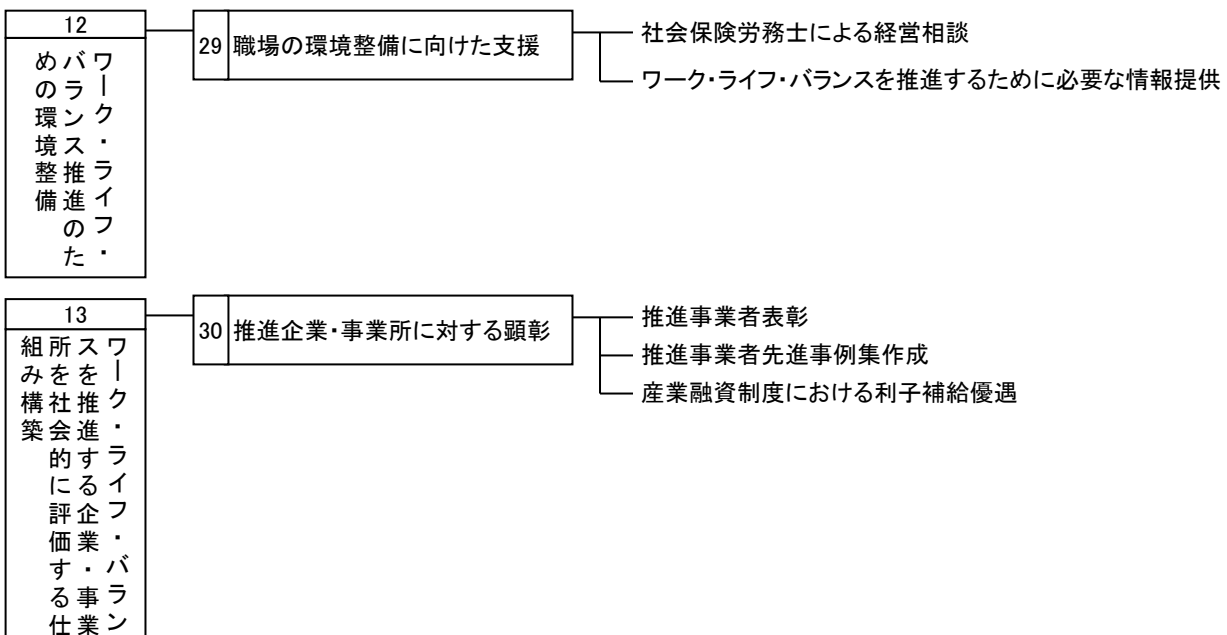 12
ワーク・ライフ・
バランス推進のた
めの環境整備
29 職場の環境整備に向けた支援
社会保険労務士による経営相談
ワーク・ライフ・バランスを推進するために必要な情報提供
13
ワーク・ライフ・バラン
スを推進する企業・事業
所を社会的に評価する仕
組み構築
30 推進企業・事業所に対する顕彰
推進事業者表彰
推進事業者先進事例集作成
産業融資制度における利子補給優遇